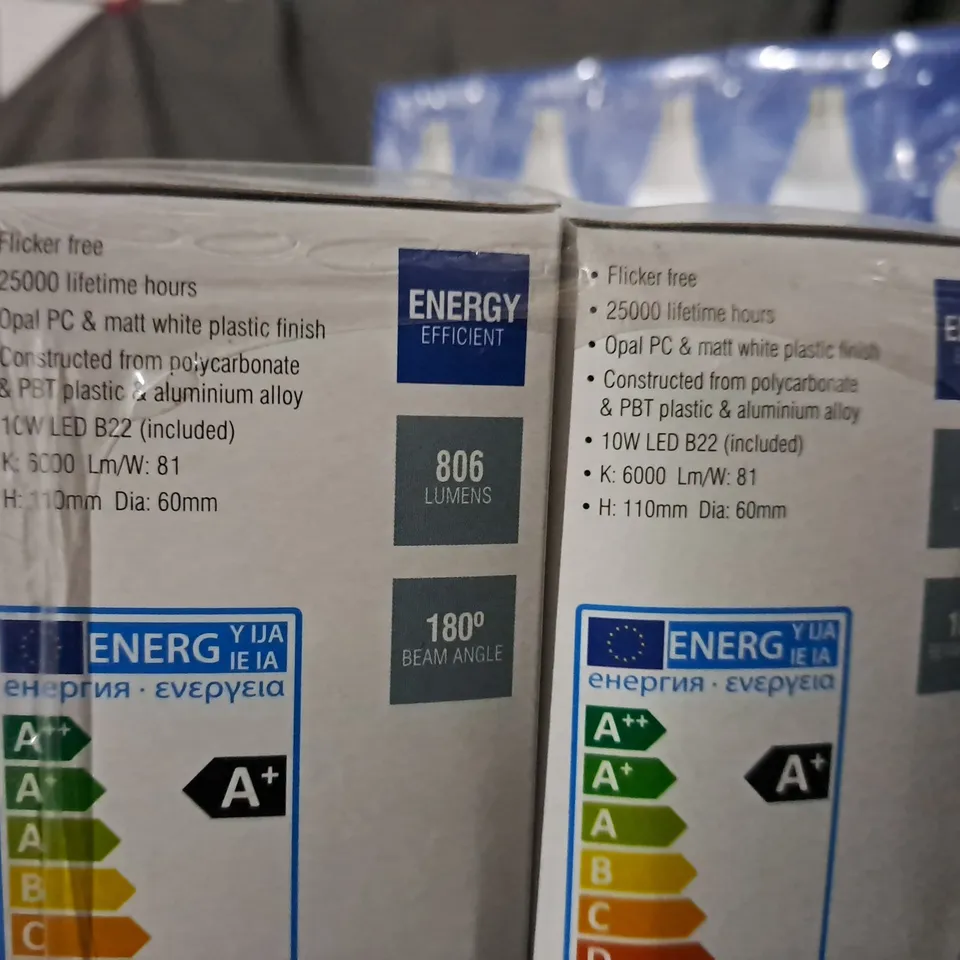 Flicker free
25000 lifetime hours
Opal PC & matt white plastic finish
Constructed from polycarbonate
& PBT plastic & aluminium alloy
10W LED B22 (included)
K: 6000 Lm/W: 81
H: 110mm Dia: 60mm
ENERGY
EFFICIENT
806
LUMENS
180º
BEAM ANGLE
ENERG Y IJA
IE IA
енергия · ενεργεια
A++
A+
A+
A
B
C
• Flicker free
• 25000 lifetime hours
• Opal PC & matt white plastic finish
• Constructed from polycarbonate
& PBT plastic & aluminium alloy
• 10W LED B22 (included)
• K: 6000 Lm/W: 81
• H: 110mm Dia: 60mm
ENERG Y IJA
IE IA
енергия · ενεργεια
A++
A+
A+
A
B
C
D